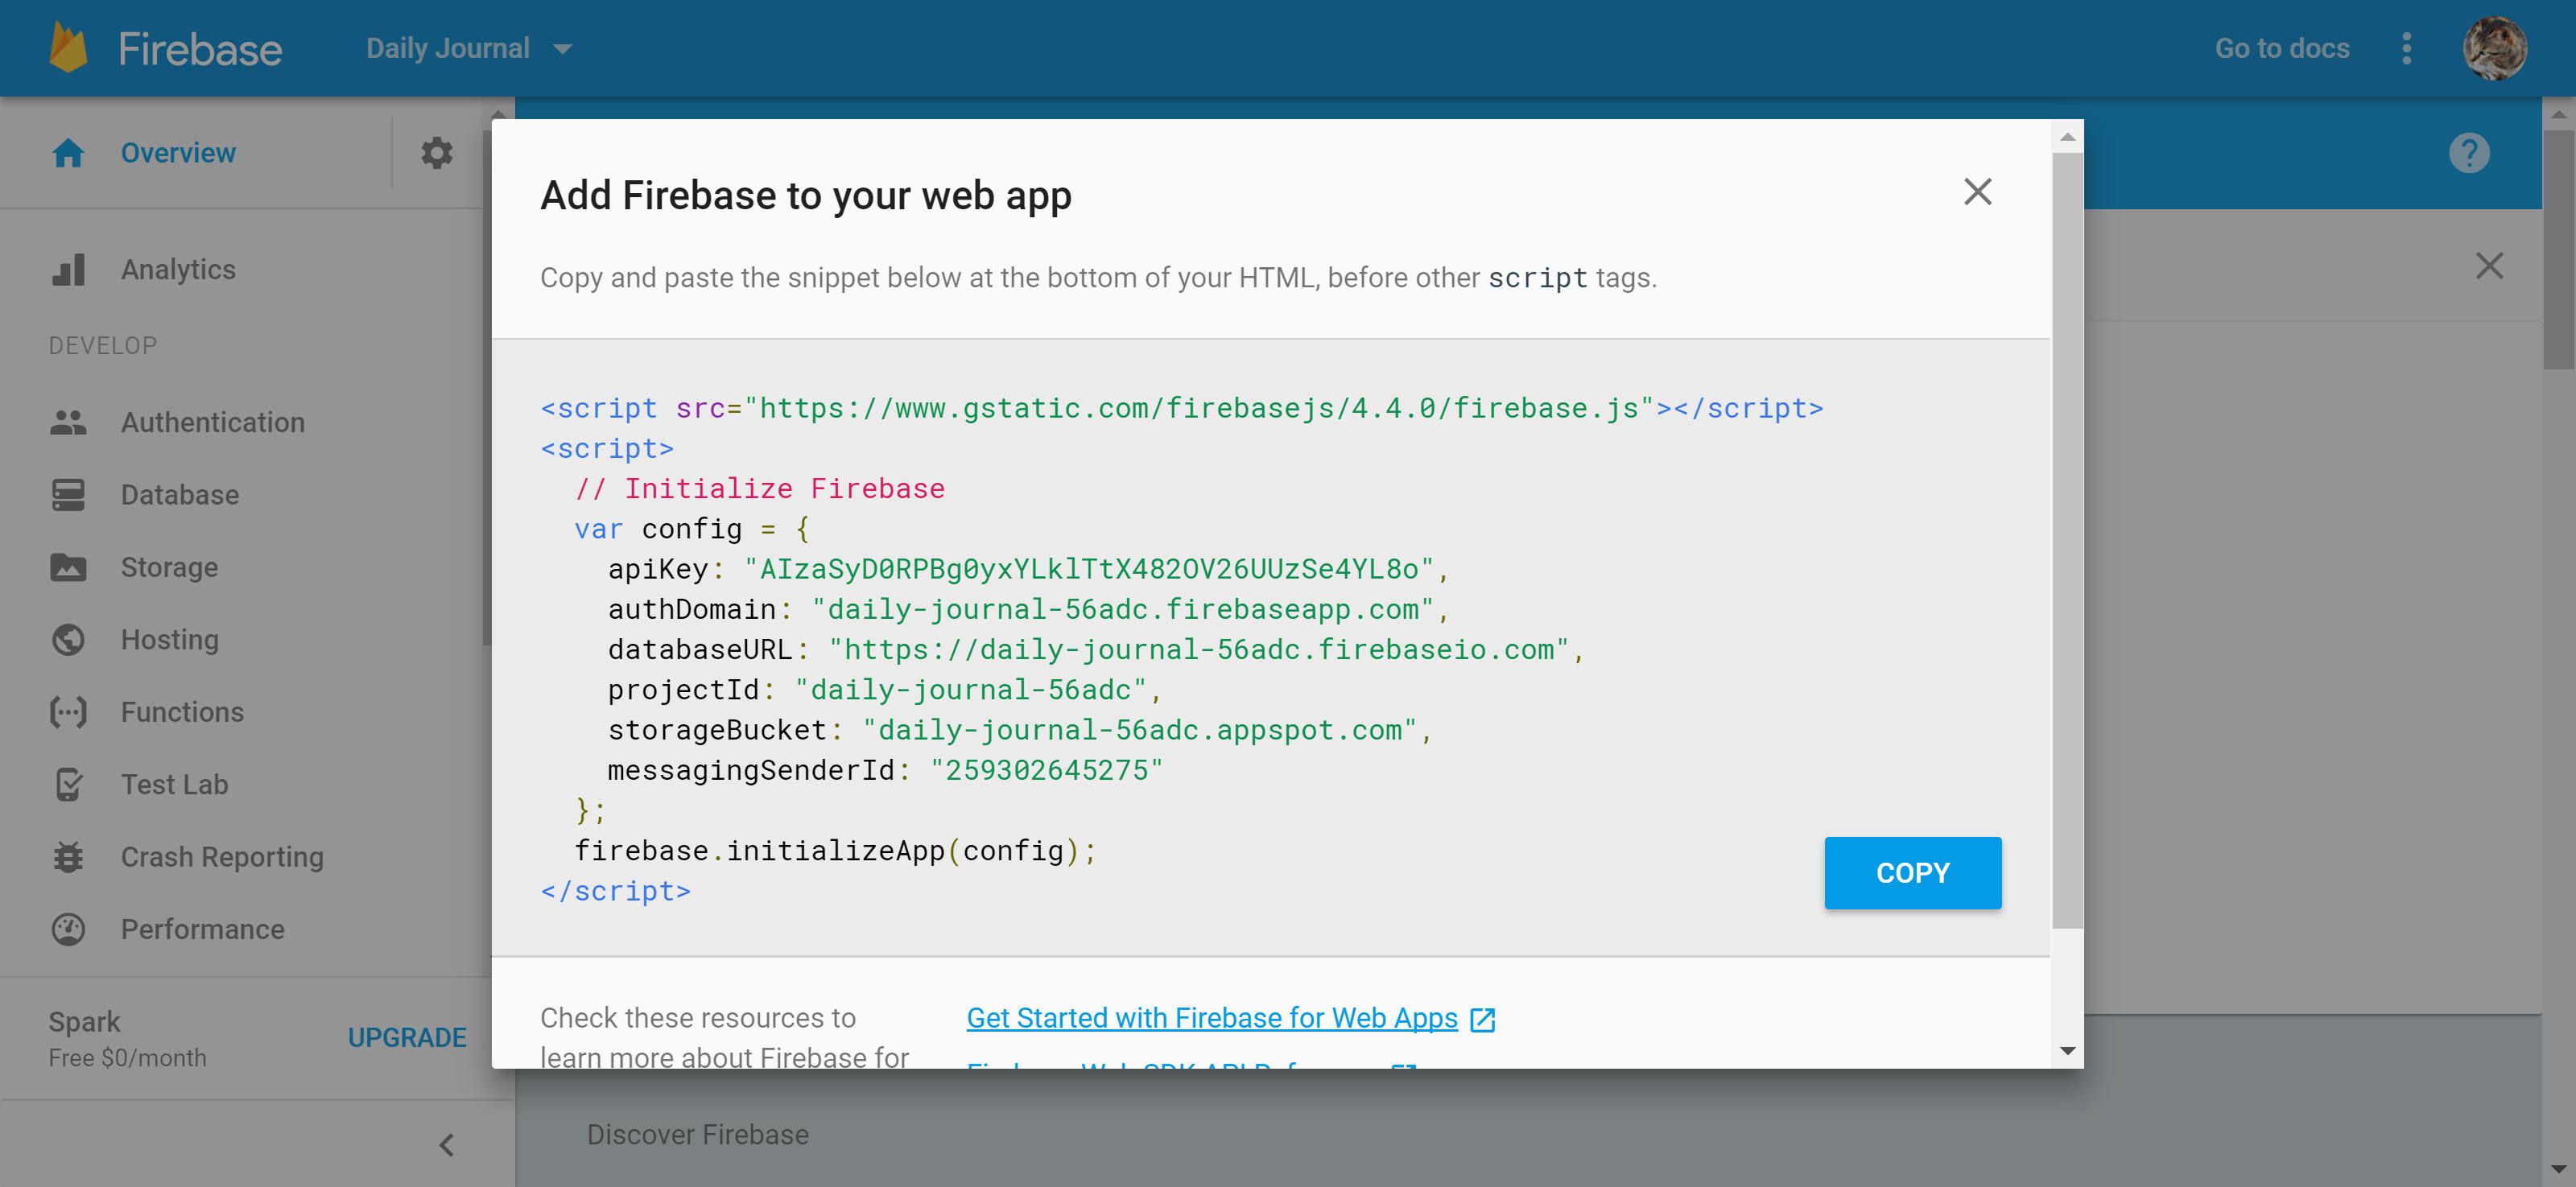 Firebase
Daily Journal
Go to docs
Overview
Analytics
DEVELOP
Authentication
Database
Storage
Hosting
Functions
Test Lab
Crash Reporting
Performance
Spark
Free $0/month
UPGRADE
Add Firebase to your web app
Copy and paste the snippet below at the bottom of your HTML, before other script tags.
<script src="https://www.gstatic.com/firebasejs/4.4.0/firebase.js"></script>
<script>
  // Initialize Firebase
  var config = {
    apiKey: "AIzaSyD0RPBg0yxYLklTtX482OV26UUzSe4YL8o",
    authDomain: "daily-journal-56adc.firebaseapp.com",
    databaseURL: "https://daily-journal-56adc.firebaseio.com",
    projectId: "daily-journal-56adc",
    storageBucket: "daily-journal-56adc.appspot.com",
    messagingSenderId: "259302645275"
  };
  firebase.initializeApp(config);
</script>
COPY
Check these resources to
learn more about Firebase for
Get Started with Firebase for Web Apps
Discover Firebase